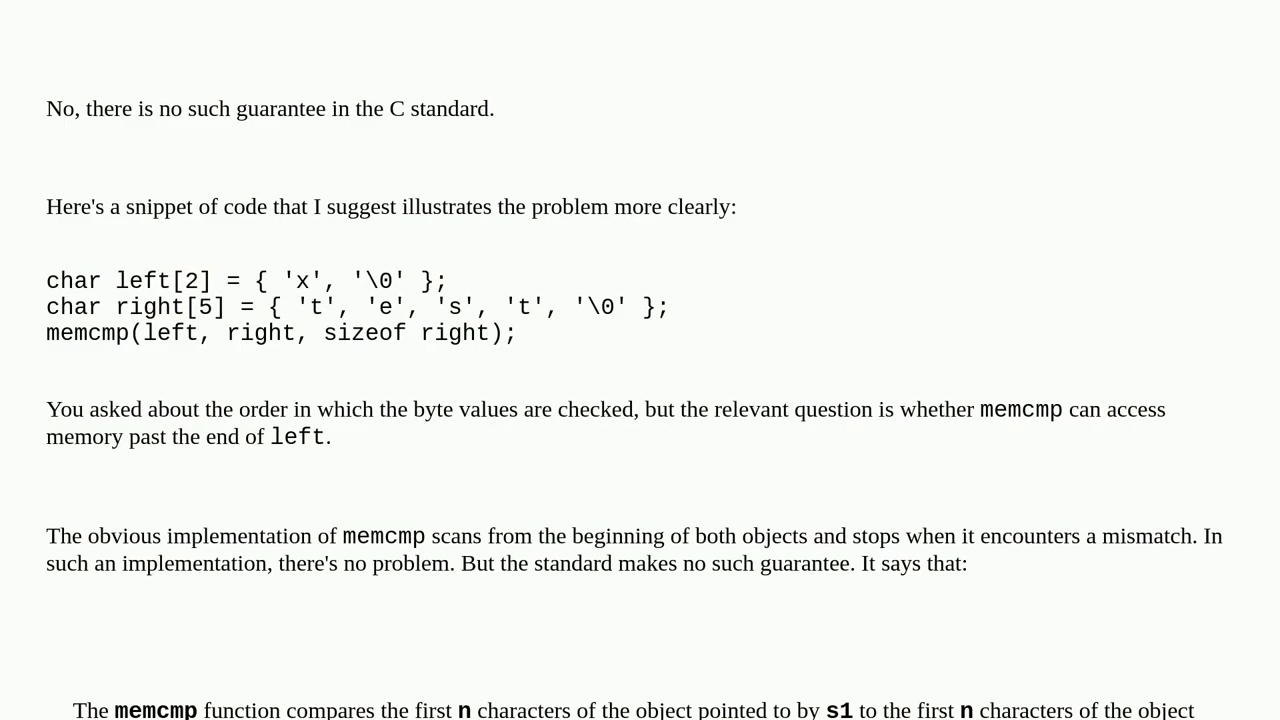 No, there is no such guarantee in the C standard.
Here's a snippet of code that I suggest illustrates the problem more clearly:
char left[2] = { 'x', '\0' };
char right[5] = { 't', 'e', 's', 't', '\0' };
memcmp(left, right, sizeof right);
You asked about the order in which the byte values are checked, but the relevant question is whether memcmp can access
memory past the end of left.
The obvious implementation of memcmp scans from the beginning of both objects and stops when it encounters a mismatch. In
such an implementation, there's no problem. But the standard makes no such guarantee. It says that:
The memcmp function compares the first n characters of the object pointed to by s1 to the first n characters of the object